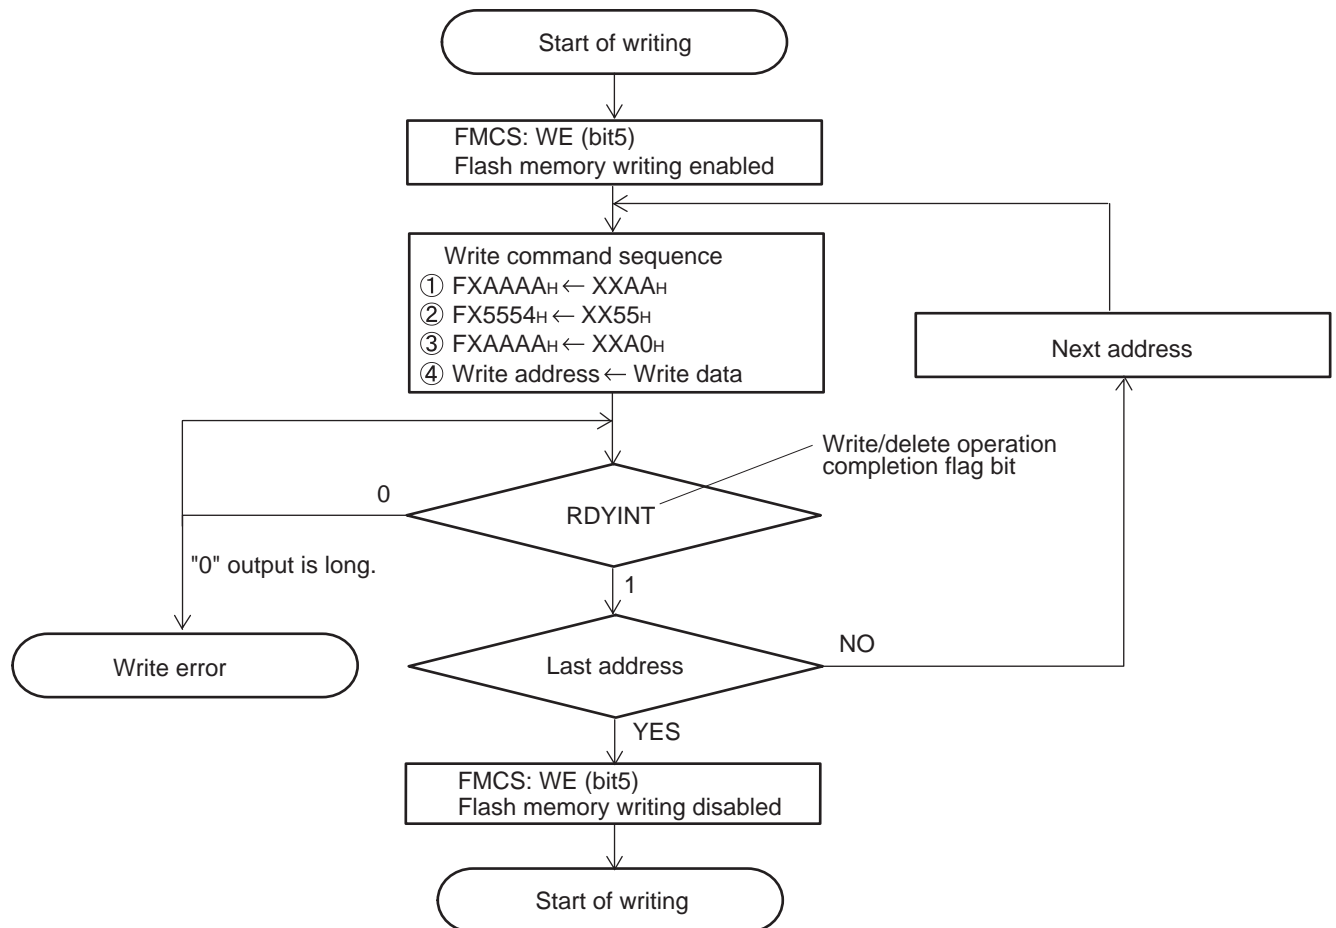 Start of writing
FMCS: WE (bit5)
Flash memory writing enabled
Write command sequence
① FXAAAAH ← XXAAH
② FX5554H ← XX55H
③ FXAAAAH ← XXA0H
④ Write address ← Write data
Next address
Write/delete operation
completion flag bit
0
RDYINT
"0" output is long.
1
Write error
Last address
NO
YES
FMCS: WE (bit5)
Flash memory writing disabled
Start of writing